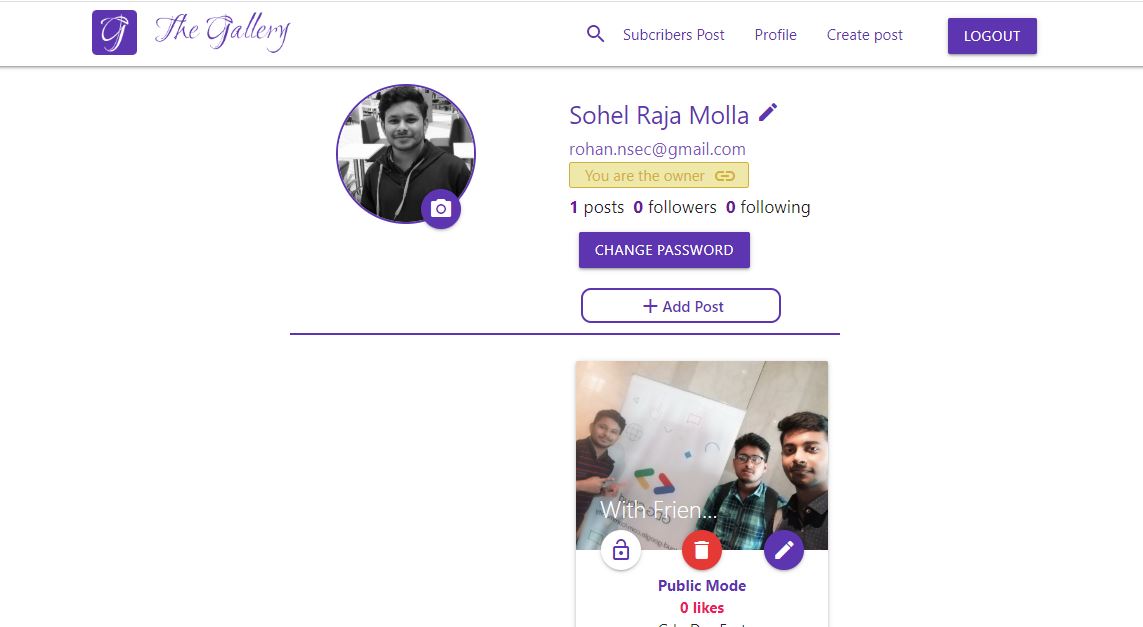 The Gallery
Subcribers Post
Profile
Create post
LOGOUT
Sohel Raja Molla
rohan.nsec@gmail.com
You are the owner
1 posts 0 followers 0 following
CHANGE PASSWORD
Add Post
With Frien...
Public Mode
0 likes